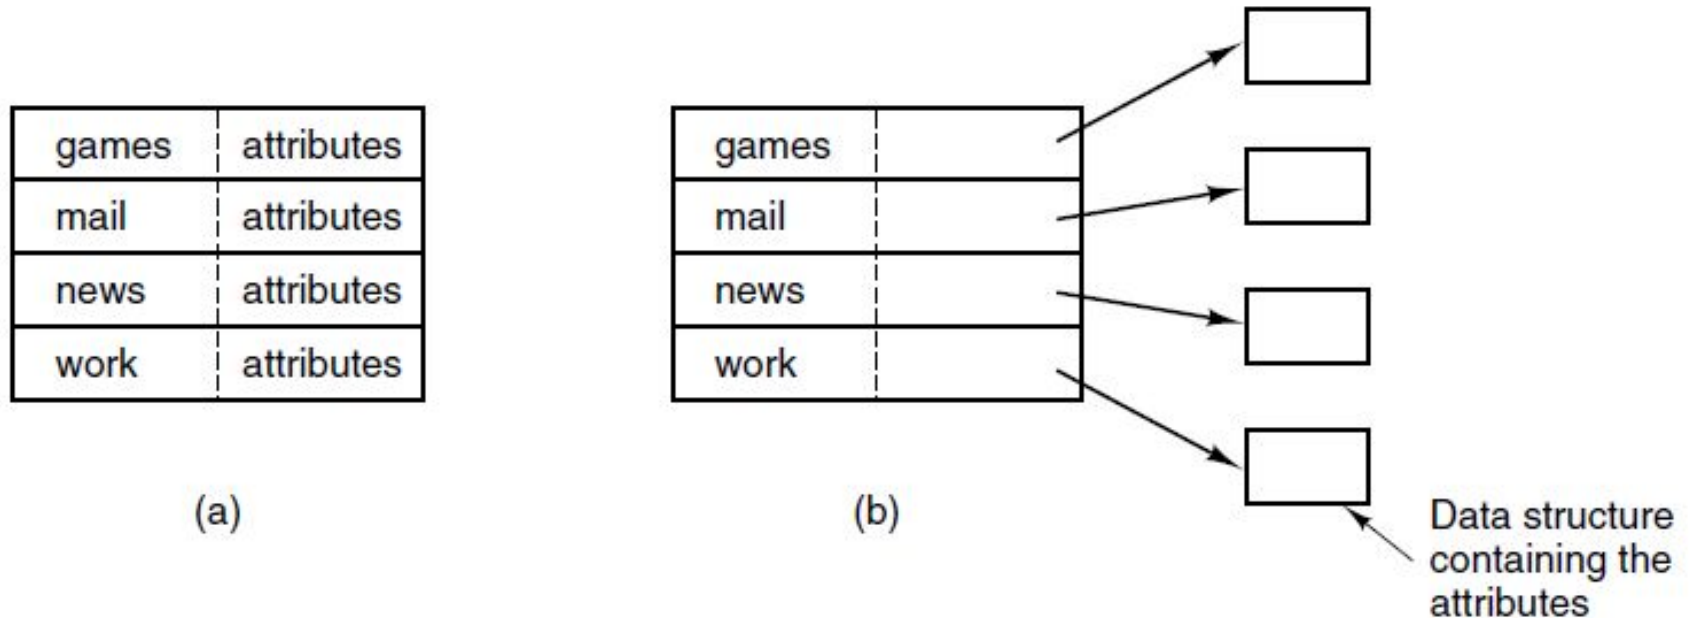 games attributes
mail attributes
news attributes
work attributes
(a)
games
mail
news
work
(b)
Data structure
containing the
attributes